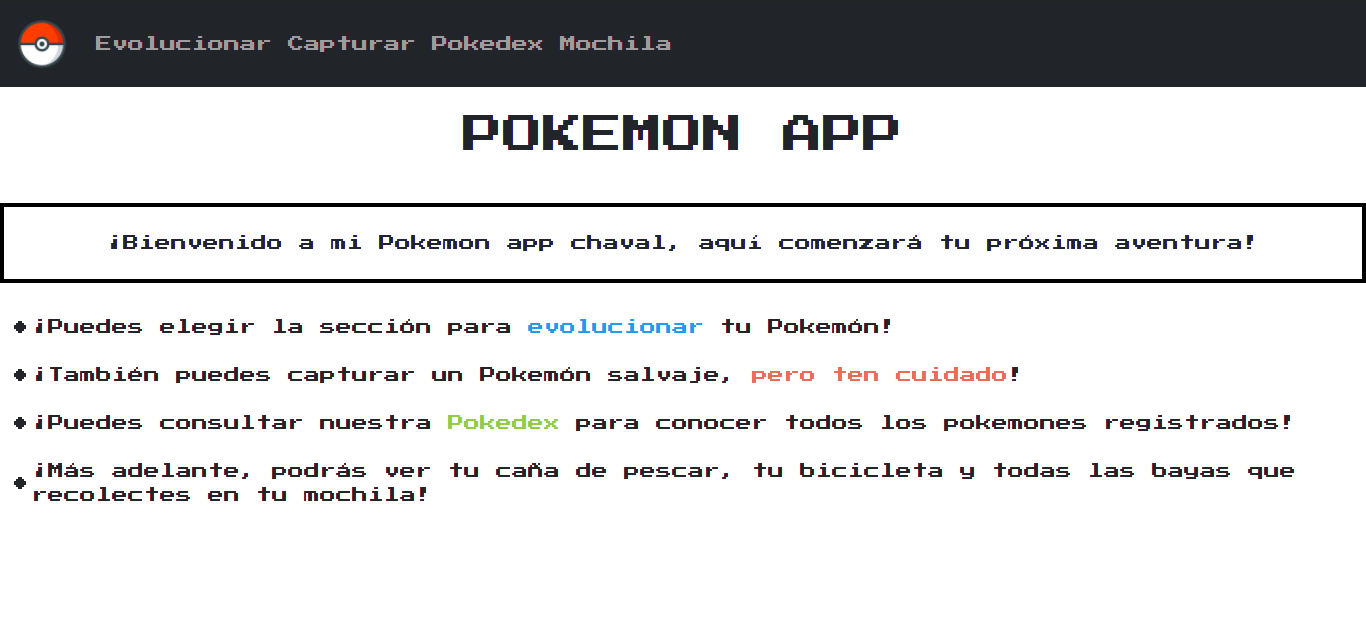 Evolucionar Capturar Pokedex Mochila
POKEMON APP
¡Bienvenido a mi Pokemon app chaval, aquí comenzará tu próxima aventura!
¡Puedes elegir la sección para evolucionar tu Pokemón!
¡También puedes capturar un Pokemón salvaje, pero ten cuidado!
¡Puedes consultar nuestra Pokedex para conocer todos los pokemones registrados!
¡Más adelante, podrás ver tu caña de pescar, tu bicicleta y todas las bayas que
recolectes en tu mochila!